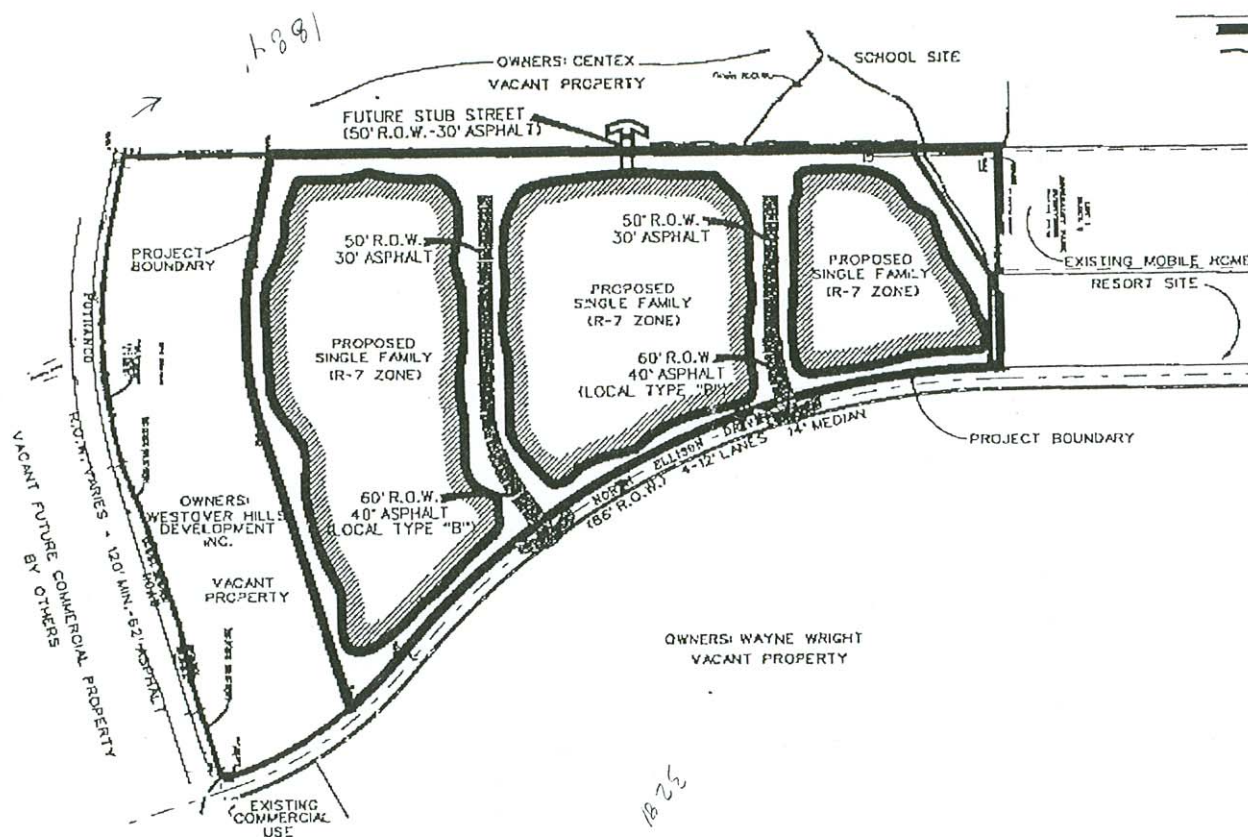 1884'
OWNERS: CENTEX
VACANT PROPERTY
SCHOOL SITE
FUTURE STUB STREET
(50' R.O.W.-30' ASPHALT)
PROJECT
BOUNDARY
50' R.O.W.
30' ASPHALT
50' R.O.W.
30' ASPHALT
PROPOSED
SINGLE FAMILY
(R-7 ZONE)
EXISTING MOBILE HOME
RESORT SITE
PROPOSED
SINGLE FAMILY
(R-7 ZONE)
PROPOSED
SINGLE FAMILY
(R-7 ZONE)
60' R.O.W.
40' ASPHALT
(LOCAL TYPE "B")
PROJECT BOUNDARY
POTRANCO
R.O.W. VARIES - 120' MIN.-62' ASPHALT
VACANT FUTURE COMMERCIAL PROPERTY
BY OTHERS
NORTH ELLISON DRIVE
(86' R.O.W.) 4-12' LANES - 14' MEDIAN
60' R.O.W.
40' ASPHALT
(LOCAL TYPE "B")
OWNERS:
WESTOVER HILLS
DEVELOPMENT
INC.
VACANT
PROPERTY
OWNERS: WAYNE WRIGHT
VACANT PROPERTY
EXISTING
COMMERCIAL
USE